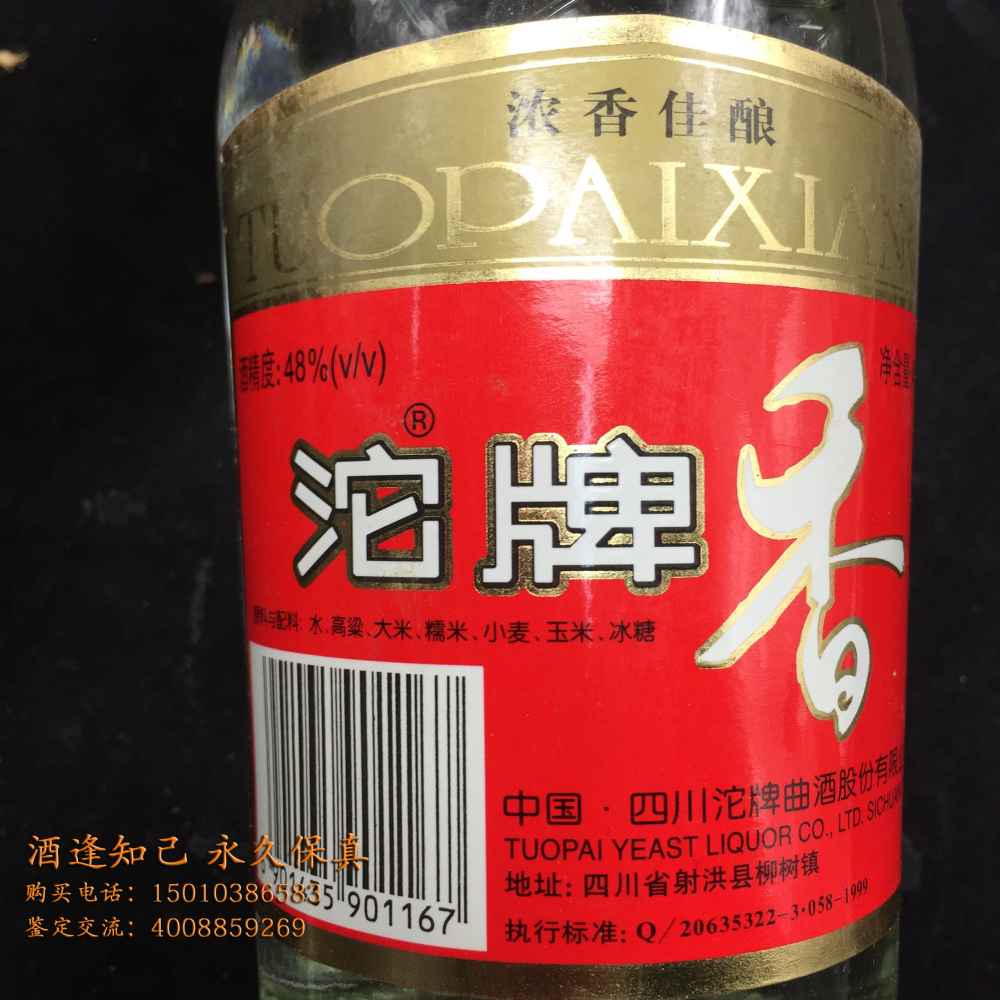 浓香佳酿
TUOPAIXIAN
酒精度:48%(v/v)
净含量
®
沱牌香
原料与配料: 水、高粱、大米、糯米、小麦、玉米、冰糖
中国·四川沱牌曲酒股份有限
TUOPAI YEAST LIQUOR CO., LTD. SICHUAN
地址: 四川省射洪县柳树镇
执行标准: Q/20635322-3·058-1999
901635 901167
酒逢知己 永久保真
购买电话: 15010386583
鉴定交流: 4008859269